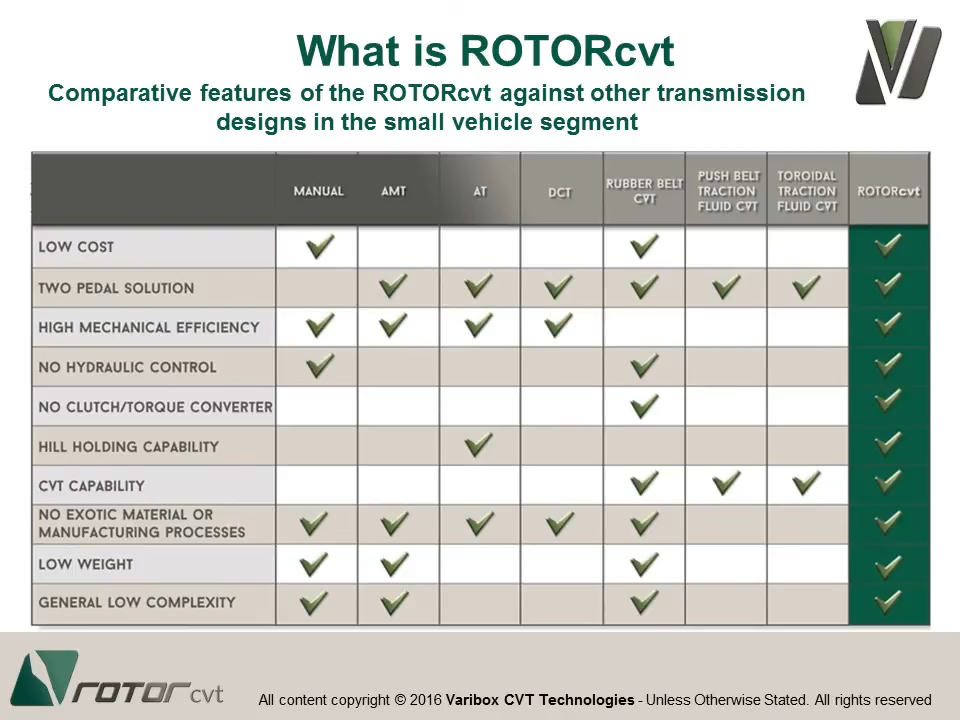 What is ROTORcvt
Comparative features of the ROTORcvt against other transmission
designs in the small vehicle segment
MANUAL
AMT
AT
DCT
RUBBER BELT
CVT
PUSH BELT
TRACTION
FLUID CVT
TOROIDAL
TRACTION
FLUID CVT
ROTORcvt
LOW COST
TWO PEDAL SOLUTION
HIGH MECHANICAL EFFICIENCY
NO HYDRAULIC CONTROL
NO CLUTCH/TORQUE CONVERTER
HILL HOLDING CAPABILITY
CVT CAPABILITY
NO EXOTIC MATERIAL OR
MANUFACTURING PROCESSES
LOW WEIGHT
GENERAL LOW COMPLEXITY
ROTOR cvt
All content copyright © 2016 Varibox CVT Technologies - Unless Otherwise Stated. All rights reserved